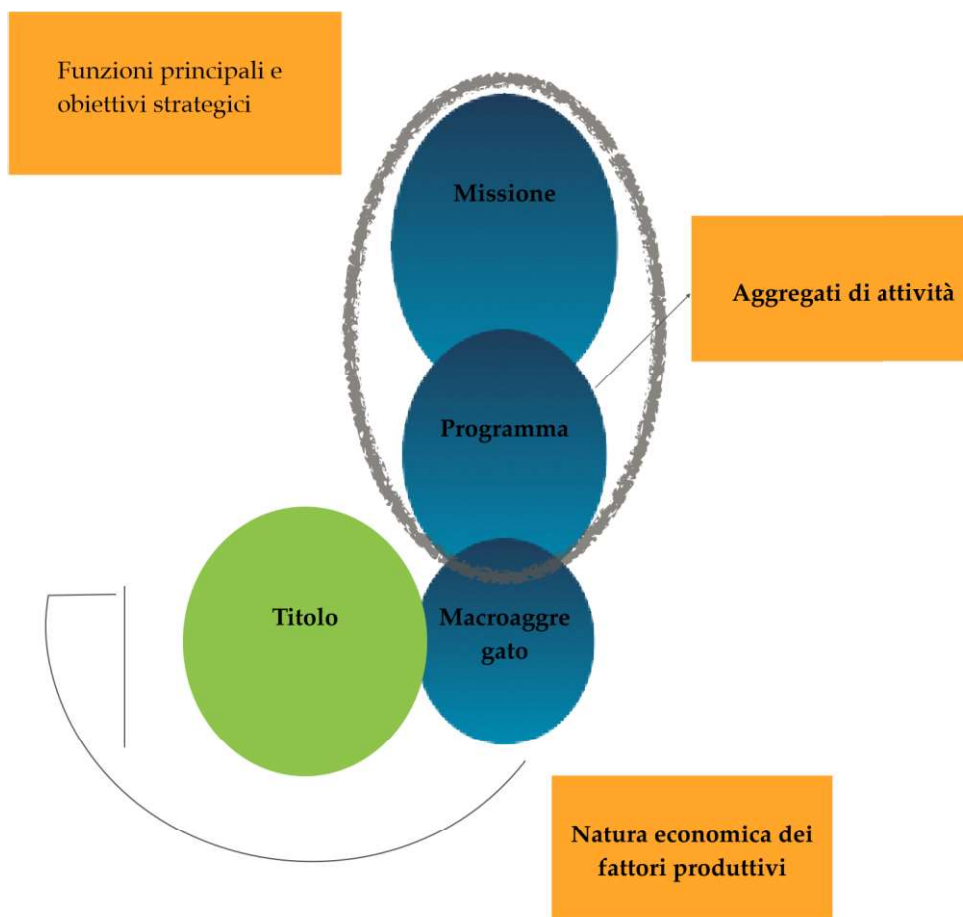 Funzioni principali e
obiettivi strategici
Missione
Aggregati di attività
Programma
Titolo
Macroaggre
gato
Natura economica dei
fattori produttivi